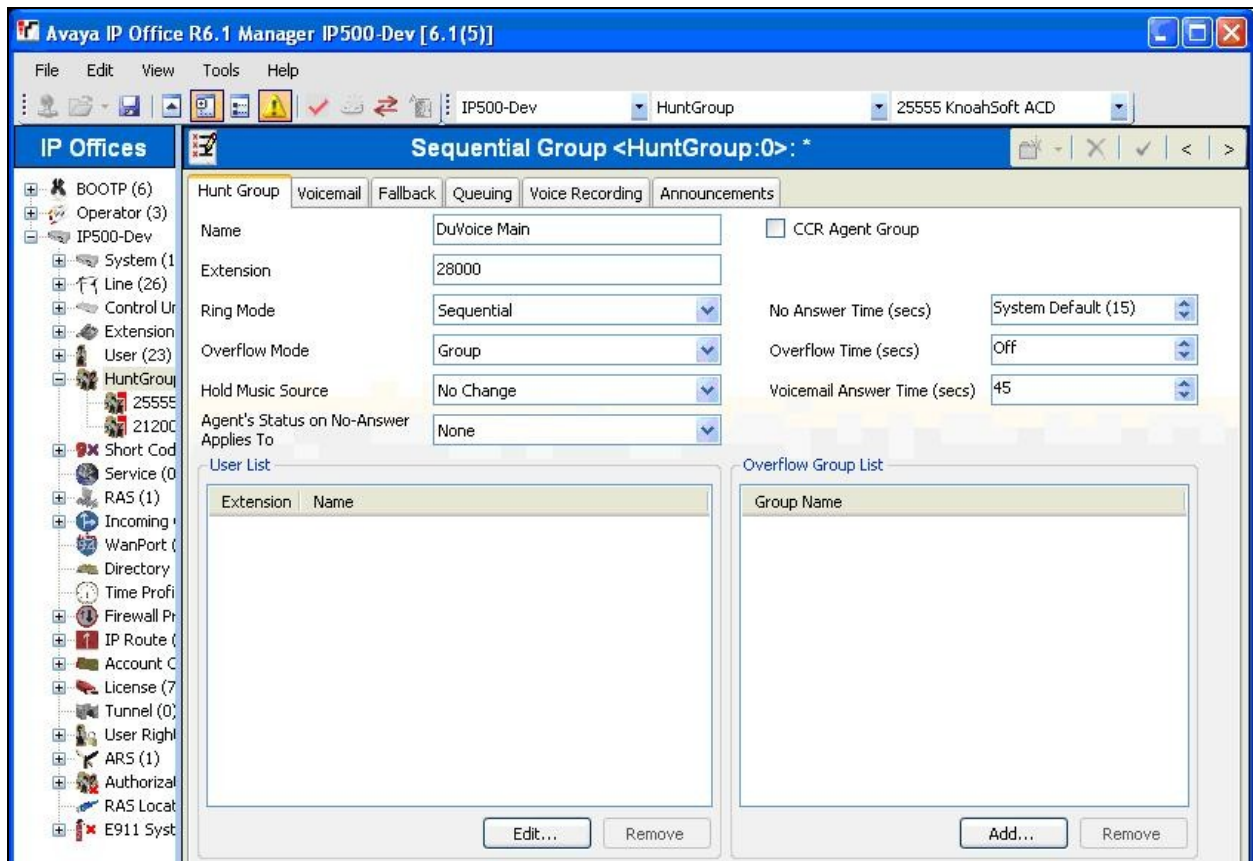 Avaya IP Office R6.1 Manager IP500-Dev [6.1(5)]
File Edit View Tools Help
IP500-Dev HuntGroup 25555 KnoahSoft ACD
IP Offices
Sequential Group <HuntGroup:0>: *
< >
BOOTP (6)
Operator (3)
IP500-Dev
System (1
Line (26)
Control Ur
Extension
User (23)
HuntGrou
25555
21200
Short Cod
Service (0
RAS (1)
Incoming
WanPort (
Directory
Time Profi
Firewall Pr
IP Route (
Account C
License (7
Tunnel (0)
User Righ
ARS (1)
Authoriza
RAS Locat
E911 Syst
Hunt Group Voicemail Fallback Queuing Voice Recording Announcements
Name DuVoice Main CCR Agent Group
Extension 28000
Ring Mode Sequential No Answer Time (secs) System Default (15)
Overflow Mode Group Overflow Time (secs) Off
Hold Music Source No Change Voicemail Answer Time (secs) 45
Agent's Status on No-Answer
Applies To None
User List Overflow Group List
Extension Name Group Name
Edit... Remove Add... Remove